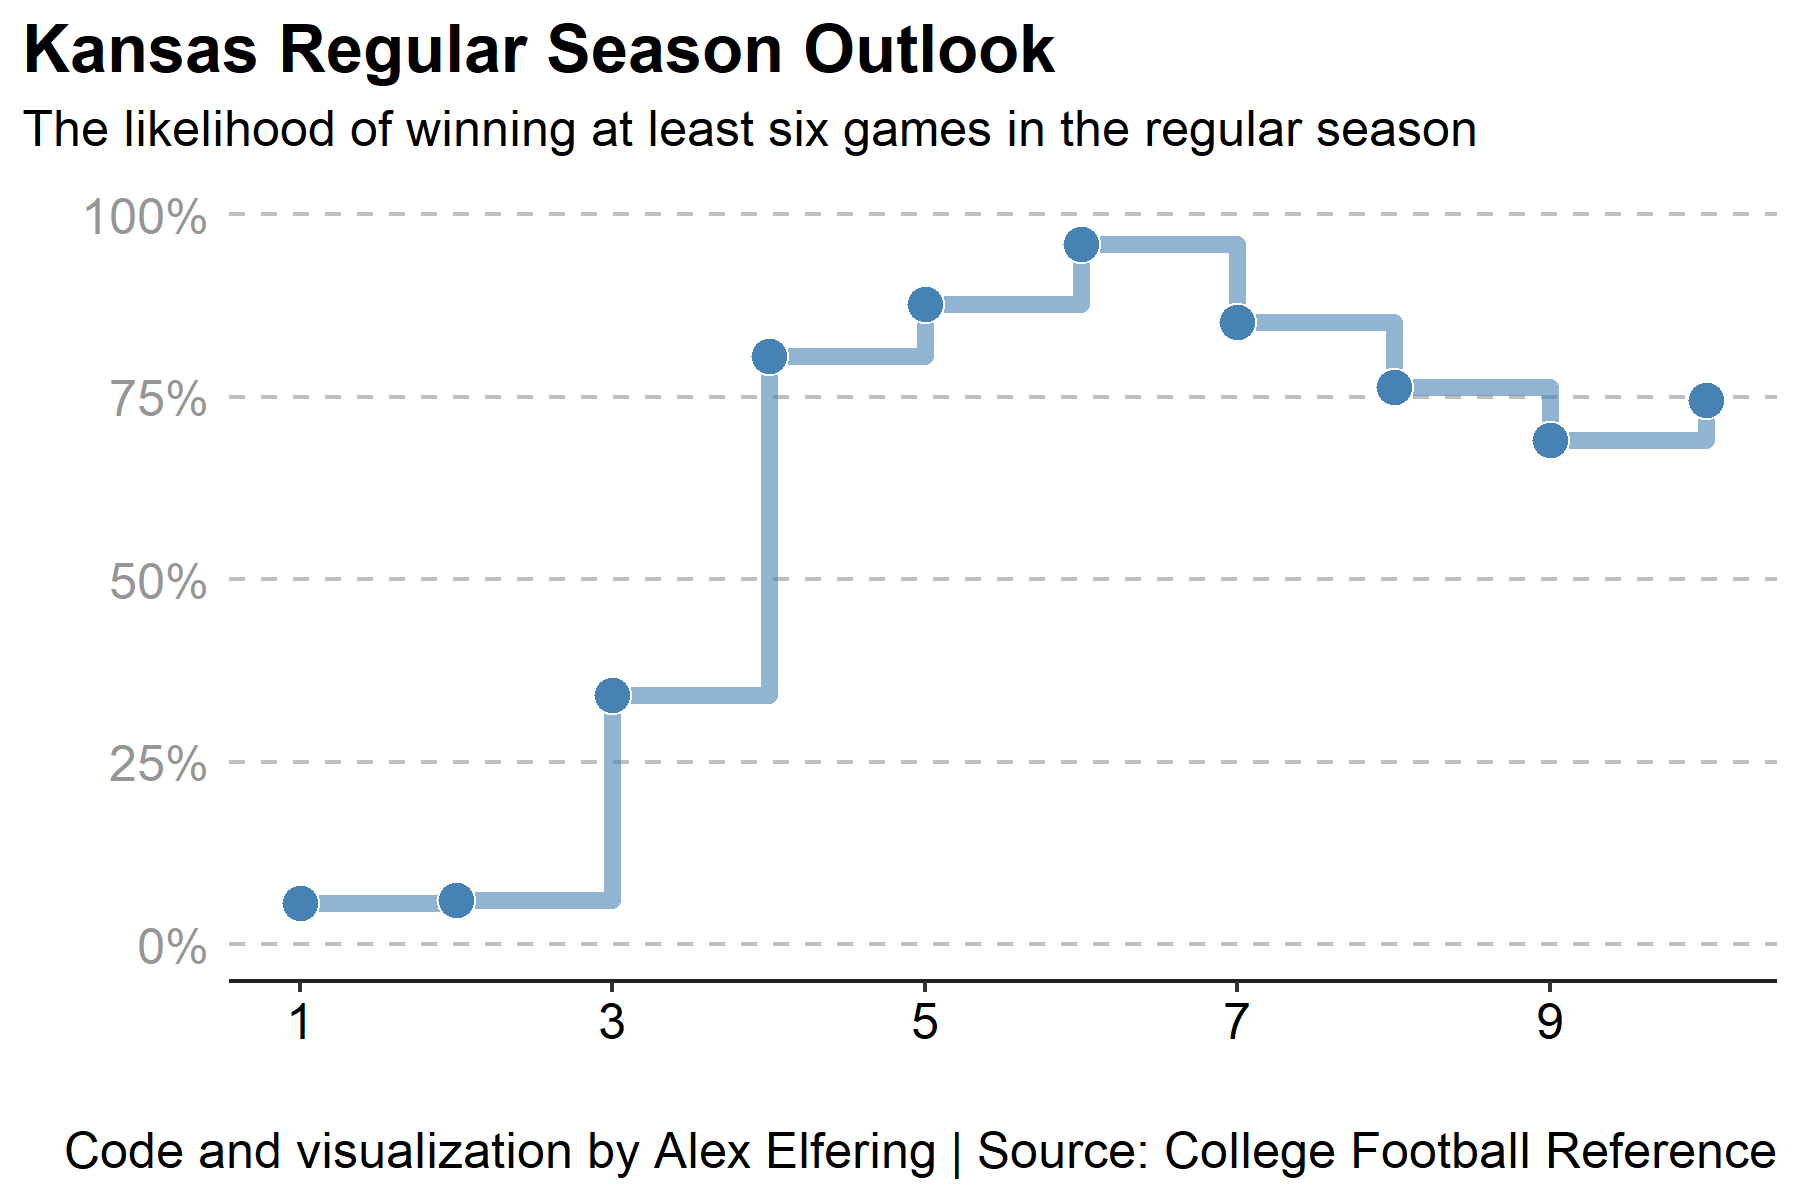 Kansas Regular Season Outlook
The likelihood of winning at least six games in the regular season
100%
75%
50%
25%
0%
1 3 5 7 9
Code and visualization by Alex Elfering | Source: College Football Reference